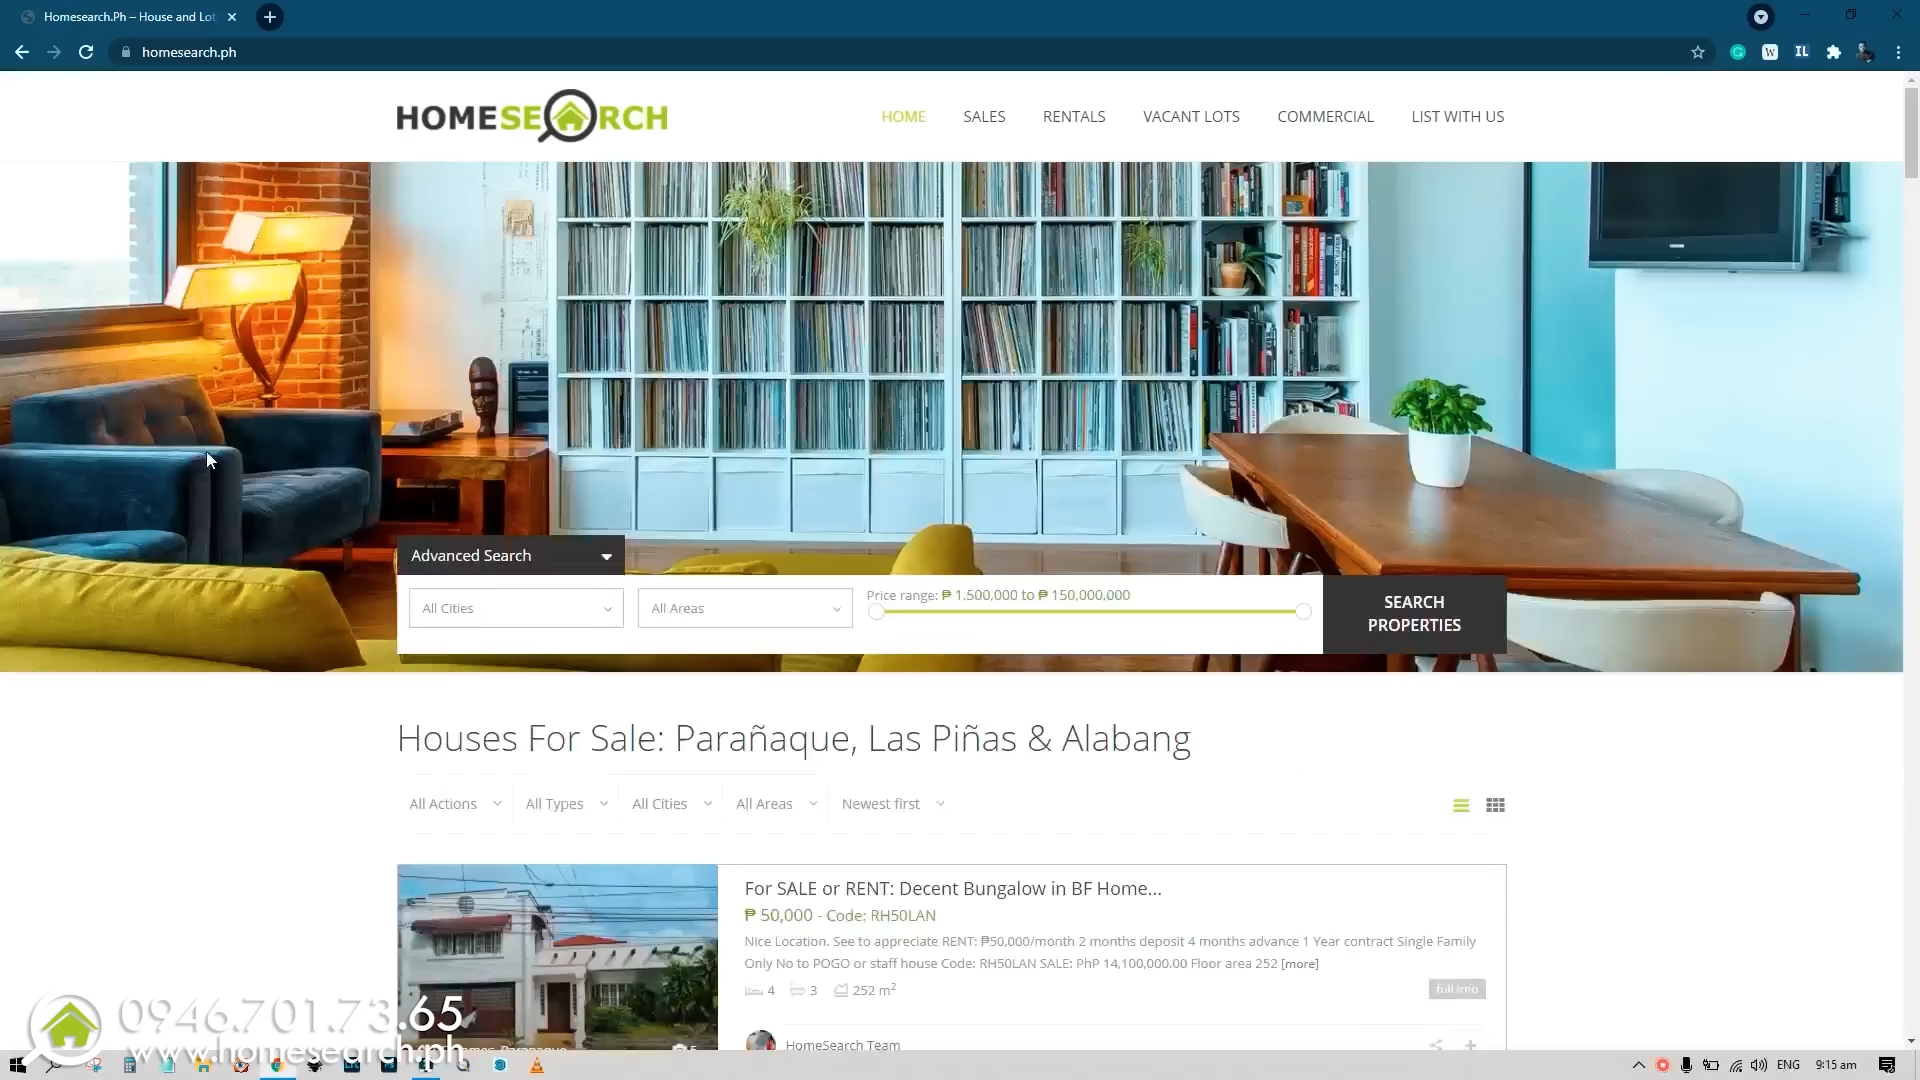 Homesearch.Ph – House and Lot
homesearch.ph
HOMESEARCH
HOME
SALES
RENTALS
VACANT LOTS
COMMERCIAL
LIST WITH US
Advanced Search
All Cities
All Areas
Price range: ₱ 1.500,000 to ₱ 150,000,000
SEARCH
PROPERTIES
Houses For Sale: Parañaque, Las Piñas & Alabang
All Actions
All Types
All Cities
All Areas
Newest first
For SALE or RENT: Decent Bungalow in BF Home...
₱ 50,000 - Code: RH50LAN
Nice Location. See to appreciate RENT: ₱50,000/month 2 months deposit 4 months advance 1 Year contract Single Family
Only No to POGO or staff house Code: RH50LAN SALE: PhP 14,100,000.00 Floor area 252 [more]
4
3
252 m²
full info
HomeSearch Team
0946.701.73.65
www.homesearch.ph
ENG
9:15 am